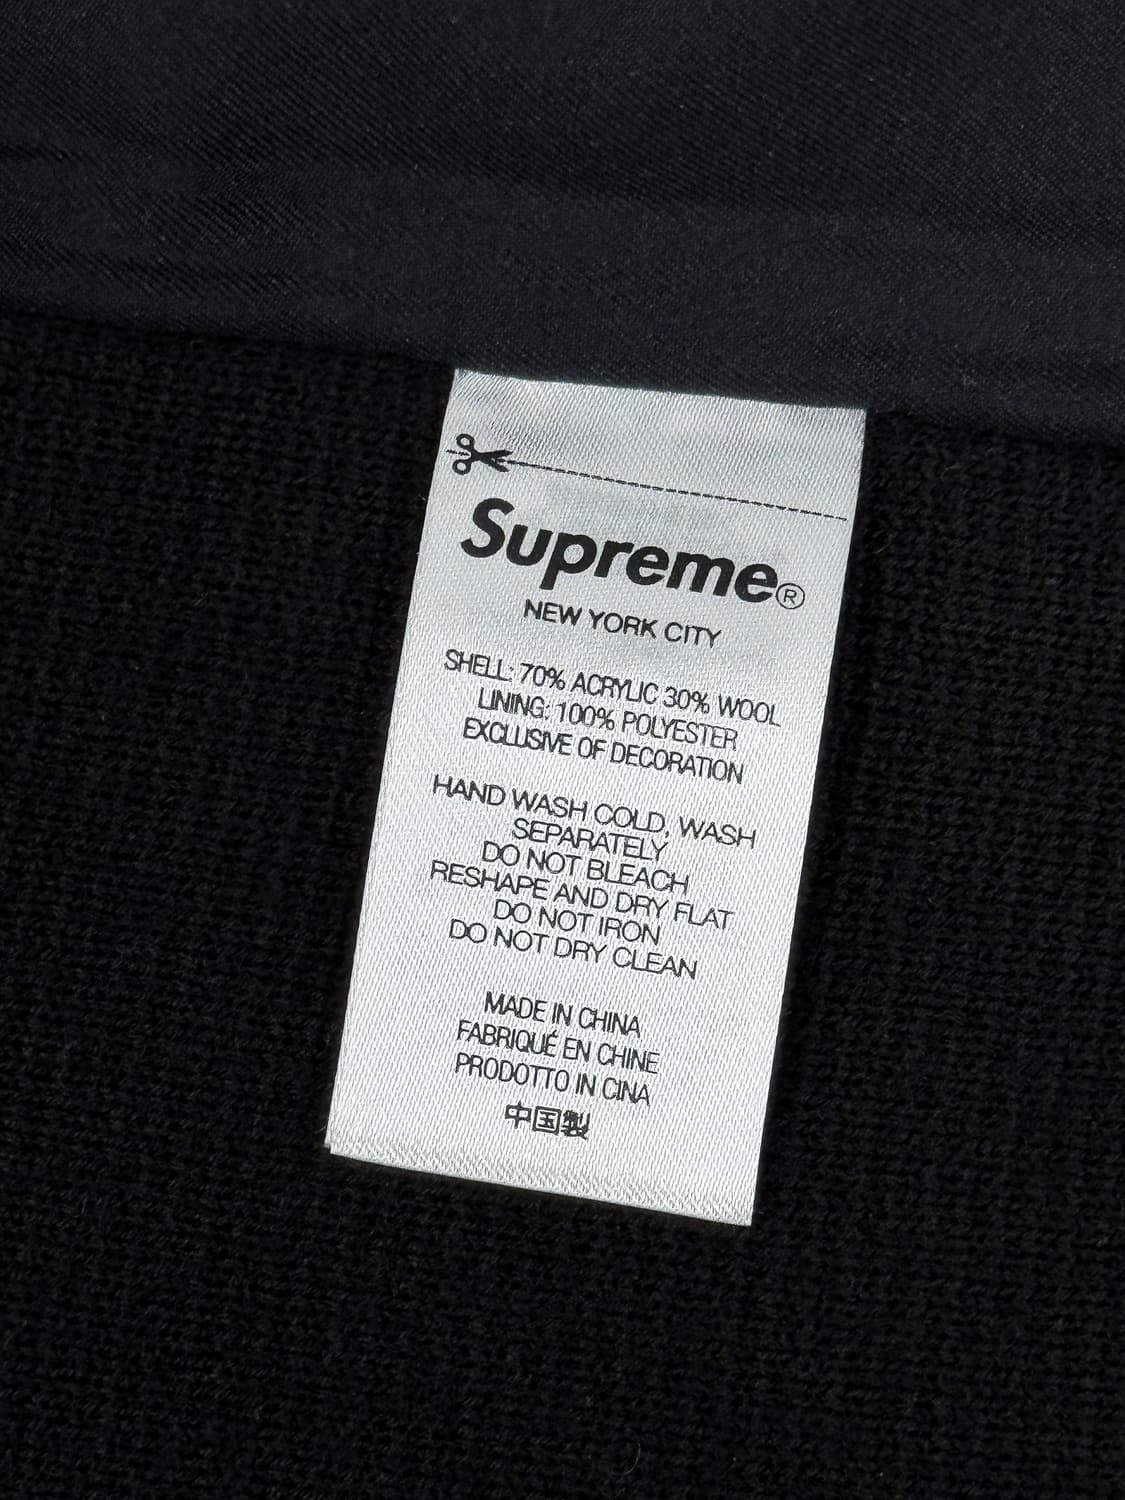 Supreme®
NEW YORK CITY
SHELL: 70% ACRYLIC 30% WOOL
LINING: 100% POLYESTER
EXCLUSIVE OF DECORATION
HAND WASH COLD, WASH
SEPARATELY
DO NOT BLEACH
RESHAPE AND DRY FLAT
DO NOT IRON
DO NOT DRY CLEAN
MADE IN CHINA
FABRIQUÉ EN CHINE
PRODOTTO IN CINA
中国製